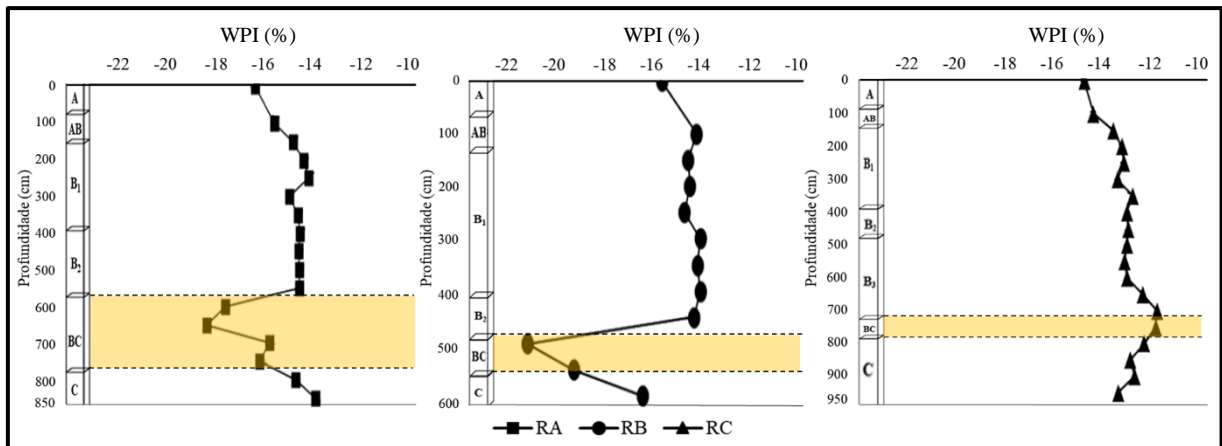 WPI (%)
-22 -20 -18 -16 -14 -12 -10
Profundidade (cm)
0
100
200
300
400
500
600
700
800
850
A
AB
B₁
B₂
BC
C
WPI (%)
-22 -20 -18 -16 -14 -12 -10
Profundidade (cm)
0
100
200
300
400
500
600
A
AB
B₁
B₂
BC
C
WPI (%)
-22 -20 -18 -16 -14 -12 -10
Profundidade (cm)
0
100
200
300
400
500
600
700
800
900
950
A
AB
B₁
B₂
B₃
BC
C
RA RB RC